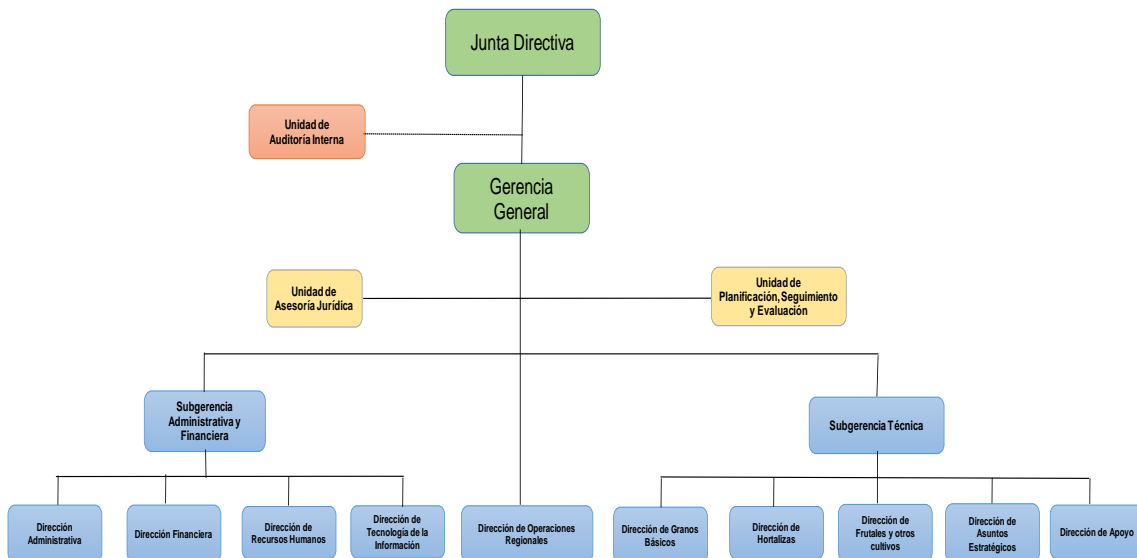 Junta Directiva
Unidad de
Auditoría Interna
Gerencia
General
Unidad de
Asesoría Jurídica
Unidad de
Planificación, Seguimiento
y Evaluación
Subgerencia
Administrativa y
Financiera
Subgerencia Técnica
Dirección
Administrativa
Dirección Financiera
Dirección de
Recursos Humanos
Dirección de
Tecnología de la
Información
Dirección de Operaciones
Regionales
Dirección de Granos
Básicos
Dirección de
Hortalizas
Dirección de
Frutales y otros
cultivos
Dirección de
Asuntos
Estratégicos
Dirección de Apoyo